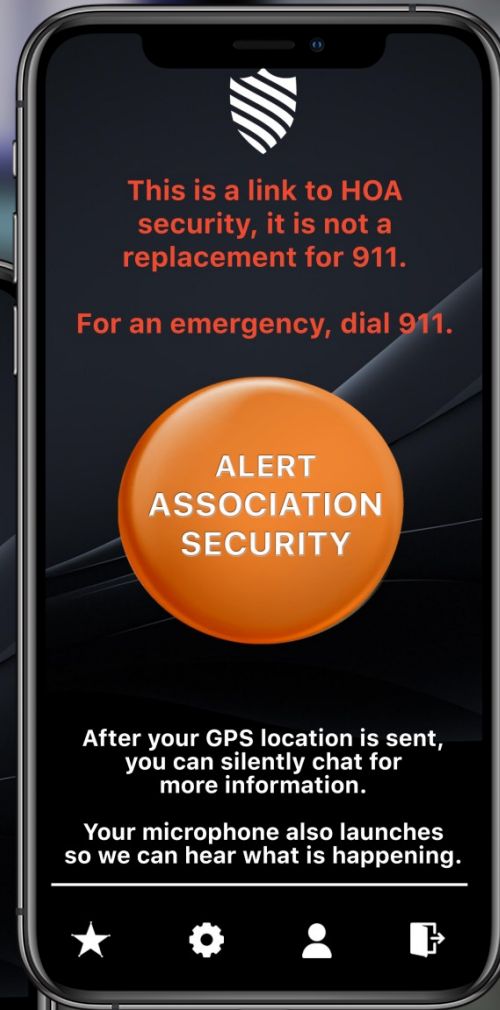 This is a link to HOA
security, it is not a
replacement for 911.
For an emergency, dial 911.
ALERT
ASSOCIATION
SECURITY
After your GPS location is sent,
you can silently chat for
more information.
Your microphone also launches
so we can hear what is happening.